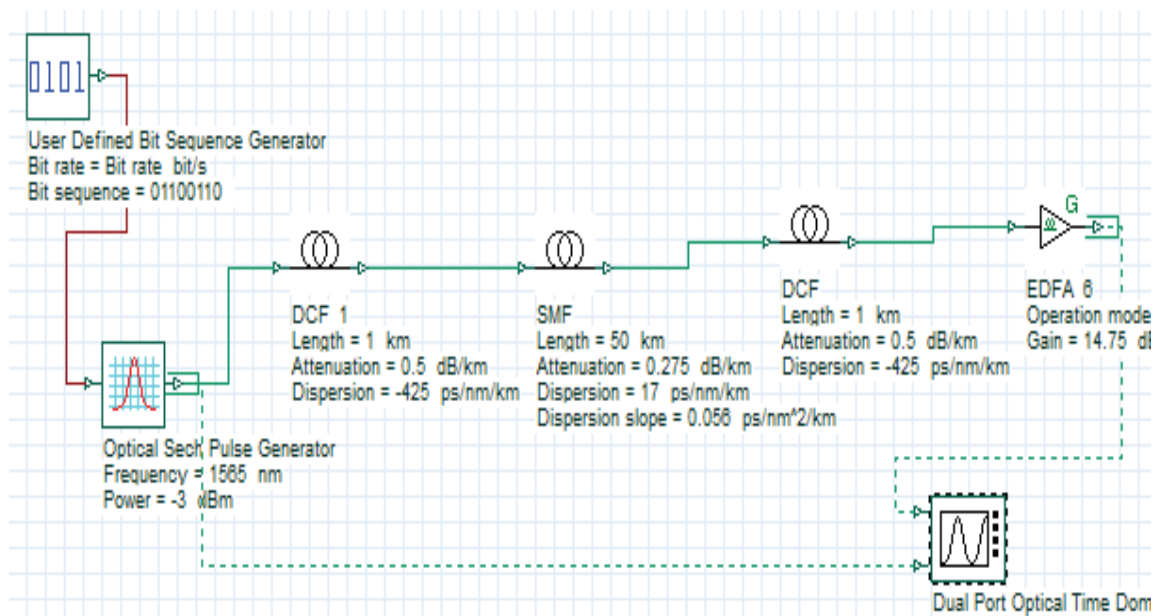 0101
User Defined Bit Sequence Generator
Bit rate = Bit rate bit/s
Bit sequence = 01100110
Optical Sech Pulse Generator
Frequency = 1565 nm
Power = -3 dBm
DCF 1
Length = 1 km
Attenuation = 0.5 dB/km
Dispersion = -425 ps/nm/km
SMF
Length = 50 km
Attenuation = 0.275 dB/km
Dispersion = 17 ps/nm/km
Dispersion slope = 0.056 ps/nm^2/km
DCF
Length = 1 km
Attenuation = 0.5 dB/km
Dispersion = -425 ps/nm/km
G
EDFA 6
Operation mode
Gain = 14.75 dB
Dual Port Optical Time Dom